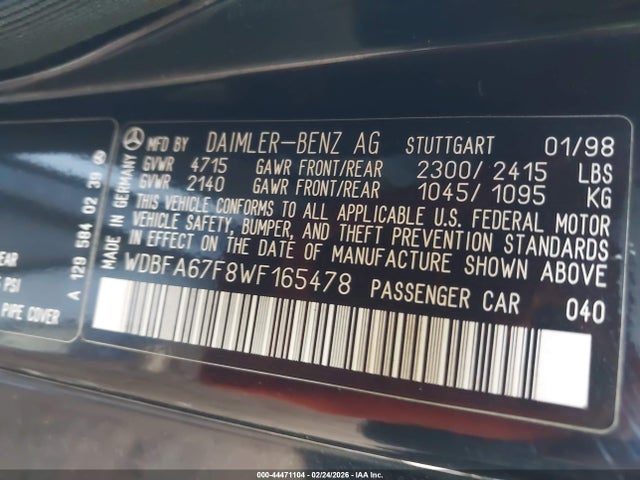 MFD BY DAIMLER-BENZ AG STUTTGART 01/98
GVWR 4715 GAWR FRONT/REAR 2300/ 2415 LBS
GVWR 2140 GAWR FRONT/REAR 1045/ 1095 KG
THIS VEHICLE CONFORMS TO ALL APPLICABLE U.S. FEDERAL MOTOR
VEHICLE SAFETY, BUMPER, AND THEFT PREVENTION STANDARDS
IN EFFECT ON THE DATE OF MANUFACTURE SHOWN ABOVE
WDBFA67F8WF165478 PASSENGER CAR 040
MADE IN GERMANY
A 129 584 02 39
EAR
PSI
PIPE COVER
000-44471104 - 02/24/2026 - IAA Inc.